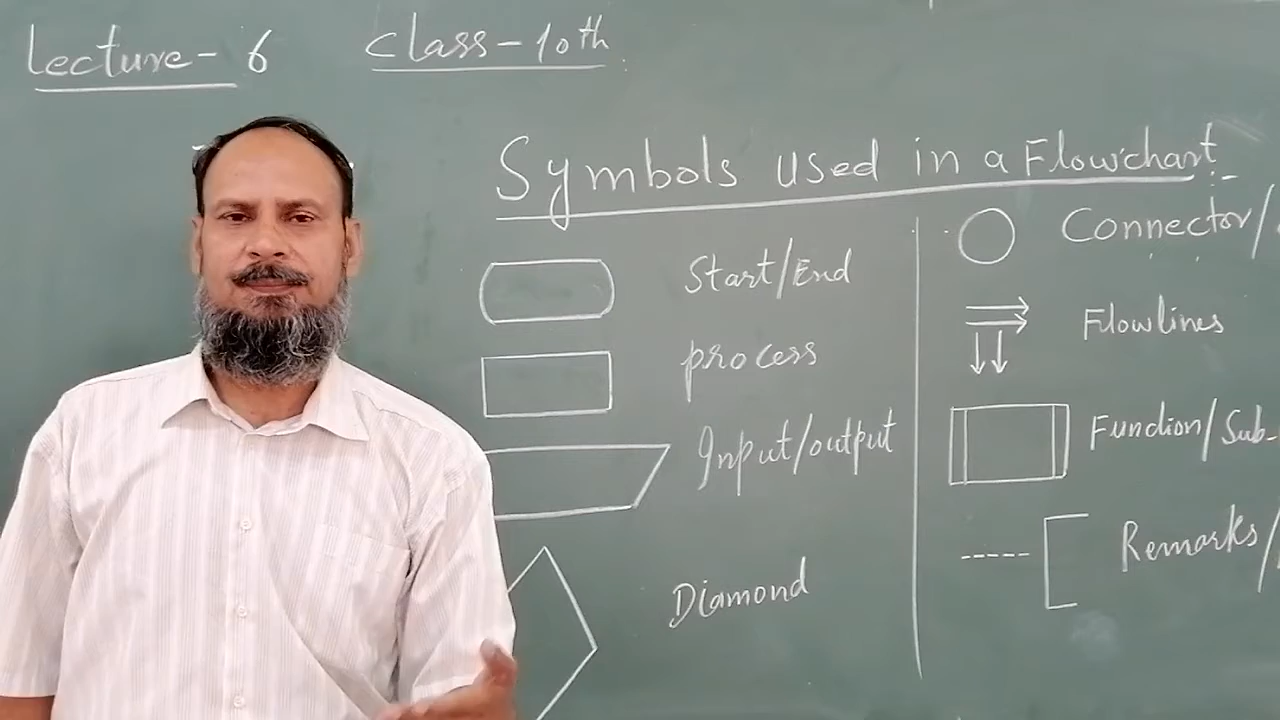 Lecture - 6 Class - 10th
Symbols used in a Flowchart :-
Start/End
process
Input/output
Diamond
Connector/
Flowlines
Function/Sub-
Remarks/